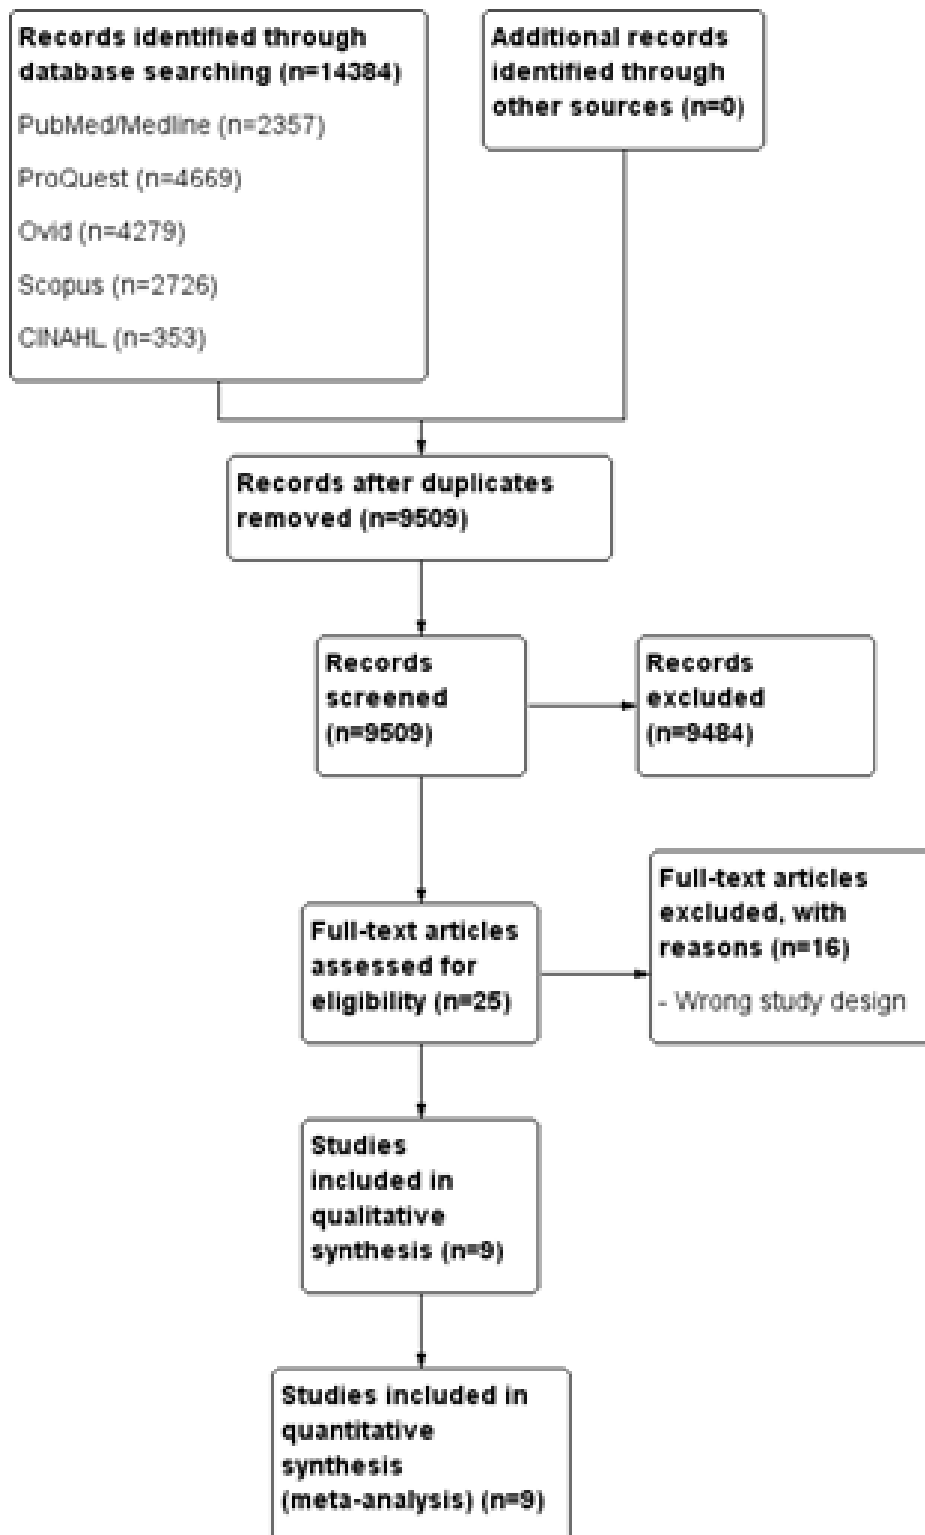 Records identified through
database searching (n=14384)
PubMed/Medline (n=2357)
ProQuest (n=4669)
Ovid (n=4279)
Scopus (n=2726)
CINAHL (n=353)
Additional records
identified through
other sources (n=0)
Records after duplicates
removed (n=9509)
Records
screened
(n=9509)
Records
excluded
(n=9484)
Full-text articles
assessed for
eligibility (n=25)
Full-text articles
excluded, with
reasons (n=16)
- Wrong study design
Studies
included in
qualitative
synthesis (n=9)
Studies included in
quantitative
synthesis
(meta-analysis) (n=9)